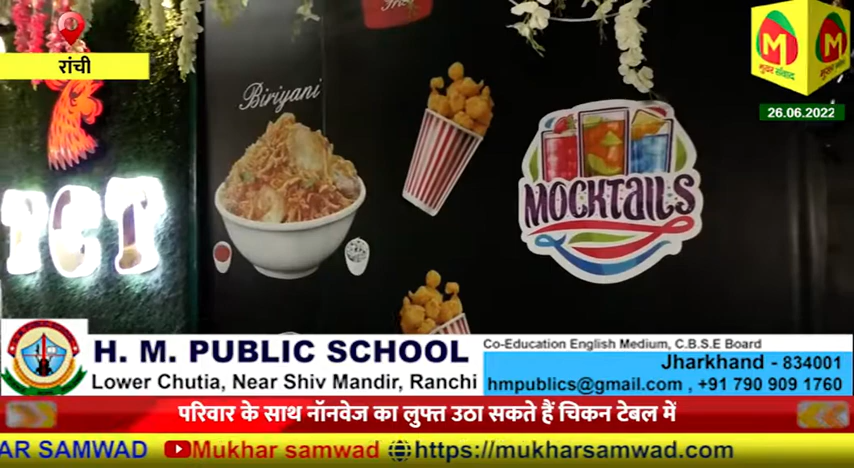 रांची
Biriyani
M
मुखर संवाद
M
26.06.2022
MOCKTAILS
PCT
H. M. PUBLIC SCHOOL
Lower Chutia, Near Shiv Mandir, Ranchi
Co-Education English Medium, C.B.S.E Board
Jharkhand - 834001
hmpublics@gmail.com , +91 790 909 1760
परिवार के साथ नॉनवेज का लुफ्त उठा सकते हैं चिकन टेबल में
AR SAMWAD Mukhar samwad https://mukharsamwad.com